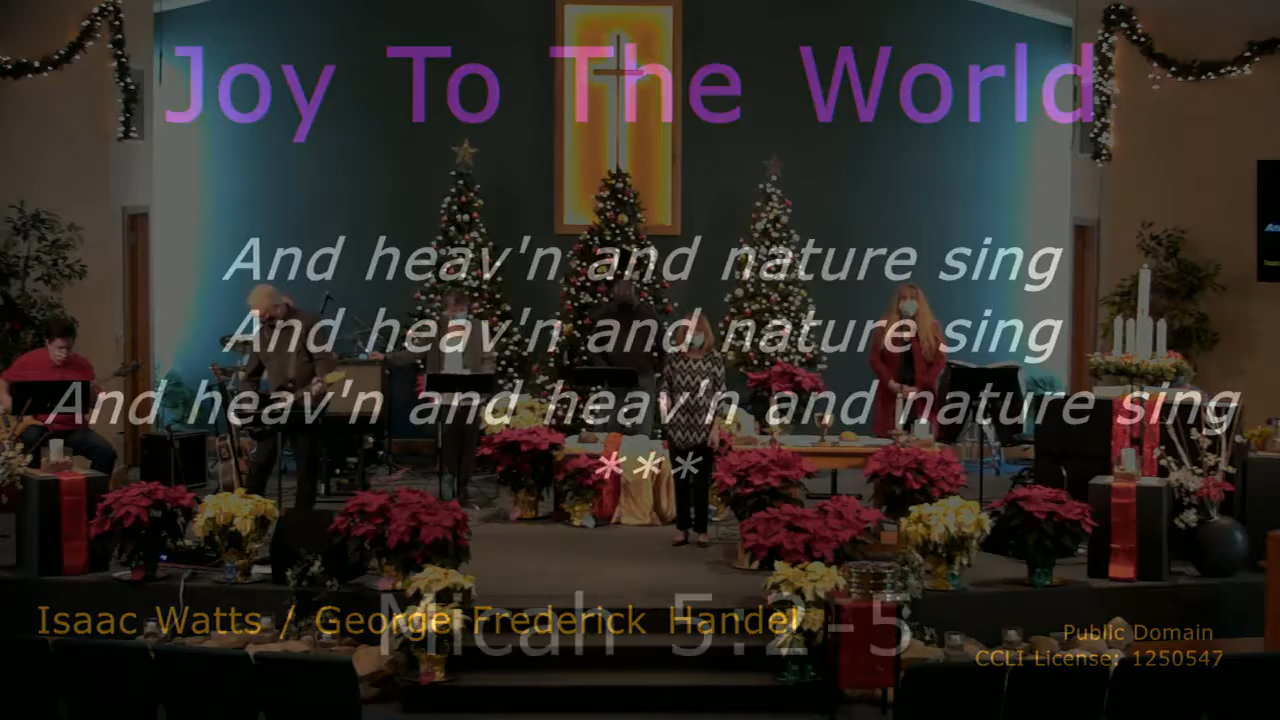 Joy To The World
And heav'n and nature sing
And heav'n and nature sing
And heav'n and heav'n and nature sing
***
Isaac Watts / George Frederick Handel
Micah 5:2-5
Public Domain
CCLI License: 1250547